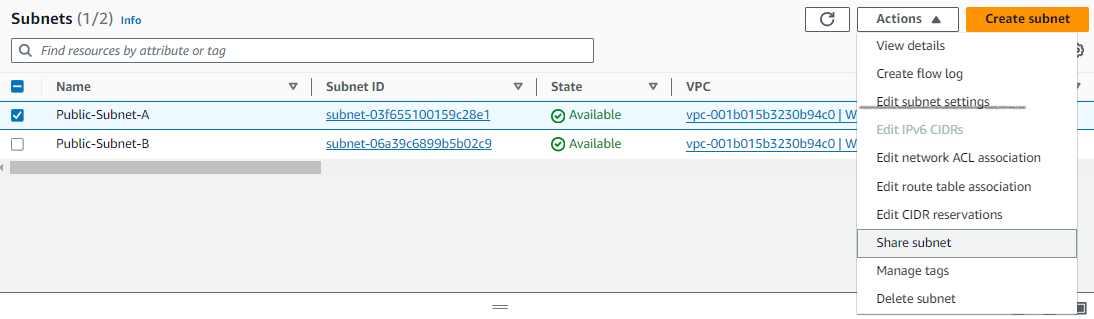 Subnets (1/2) Info
Actions
Create subnet
Find resources by attribute or tag
Name Subnet ID State VPC
Public-Subnet-A subnet-03f655100159c28e1 Available vpc-001b015b3230b94c0 | W
Public-Subnet-B subnet-06a39c6899b5b02c9 Available vpc-001b015b3230b94c0 | W
View details
Create flow log
Edit subnet settings
Edit IPv6 CIDRs
Edit network ACL association
Edit route table association
Edit CIDR reservations
Share subnet
Manage tags
Delete subnet